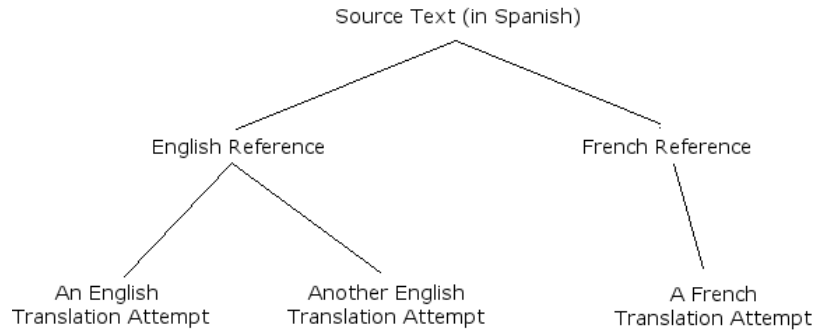 Source Text (in Spanish)
English Reference
French Reference
An English
Translation Attempt
Another English
Translation Attempt
A French
Translation Attempt